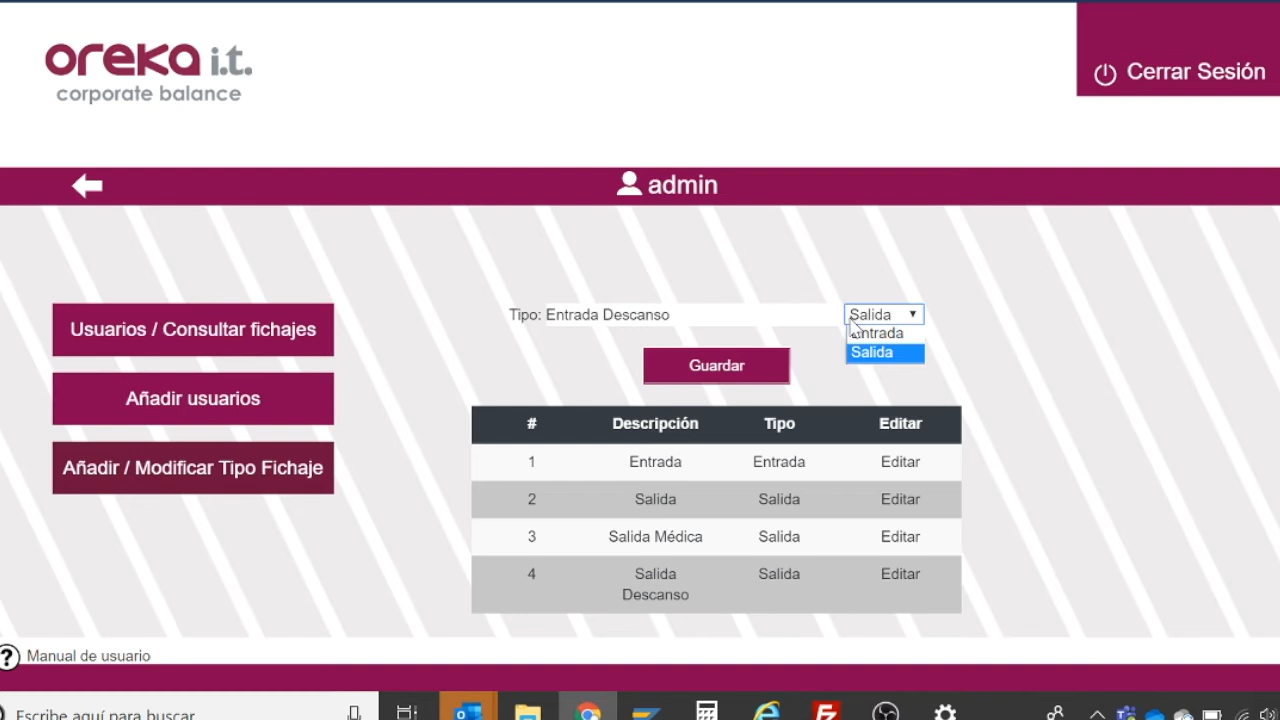 oreka i.t.
corporate balance
Cerrar Sesión
admin
Usuarios / Consultar fichajes
Añadir usuarios
Añadir / Modificar Tipo Fichaje
Tipo: Entrada Descanso
Salida
Entrada
Salida
Guardar
# Descripción Tipo Editar
1 Entrada Entrada Editar
2 Salida Salida Editar
3 Salida Médica Salida Editar
4 Salida Salida Editar
Descanso
? Manual de usuario
Escribe aquí para buscar